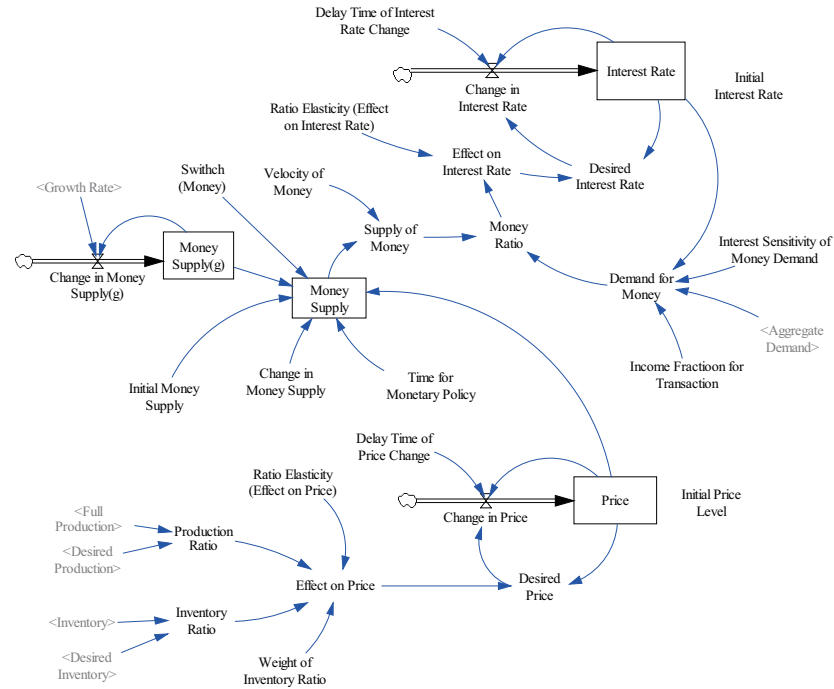 Delay Time of Interest
Rate Change
Interest Rate
Initial
Interest Rate
Change in
Interest Rate
Ratio Elasticity (Effect
on Interest Rate)
Effect on
Interest Rate
Desired
Interest Rate
Swithch
(Money)
Velocity of
Money
<Growth Rate>
Supply of
Money
Money
Ratio
Interest Sensitivity of
Money Demand
Money
Supply(g)
Change in Money
Supply(g)
Money
Supply
Demand for
Money
<Aggregate
Demand>
Initial Money
Supply
Change in
Money Supply
Time for
Monetary Policy
Income Fractioon for
Transaction
Delay Time of
Price Change
Ratio Elasticity
(Effect on Price)
Price
Initial Price
Level
Change in Price
<Full
Production>
<Desired
Production>
Production
Ratio
Effect on Price
Desired
Price
<Inventory>
Inventory
Ratio
<Desired
Inventory>
Weight of
Inventory Ratio